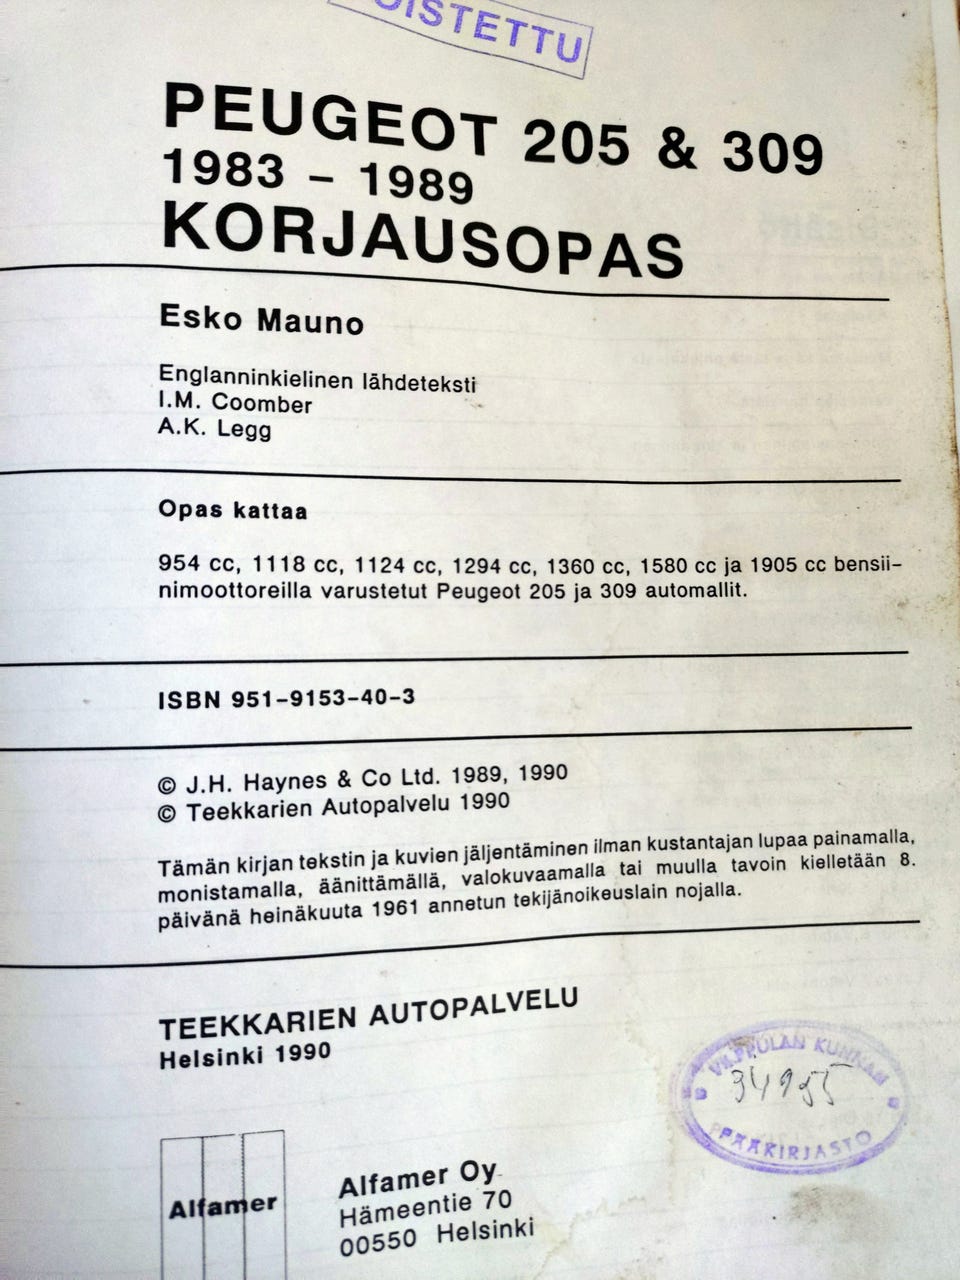 POISTETTU
PEUGEOT 205 & 309
1983 – 1989
KORJAUSOPAS
Esko Mauno
Englanninkielinen lähdeteksti
I.M. Coomber
A.K. Legg
Opas kattaa
954 cc, 1118 cc, 1124 cc, 1294 cc, 1360 cc, 1580 cc ja 1905 cc bensii-
nimoottoreilla varustetut Peugeot 205 ja 309 automallit.
ISBN 951-9153-40-3
© J.H. Haynes & Co Ltd. 1989, 1990
© Teekkarien Autopalvelu 1990
Tämän kirjan tekstin ja kuvien jäljentäminen ilman kustantajan lupaa painamalla,
monistamalla, äänittämällä, valokuvaamalla tai muulla tavoin kielletään 8.
päivänä heinäkuuta 1961 annetun tekijänoikeuslain nojalla.
TEEKKARIEN AUTOPALVELU
Helsinki 1990
VILPPULAN KUNNAN
34955
PÄÄKIRJASTO
Alfamer
Alfamer Oy
Hämeentie 70
00550 Helsinki